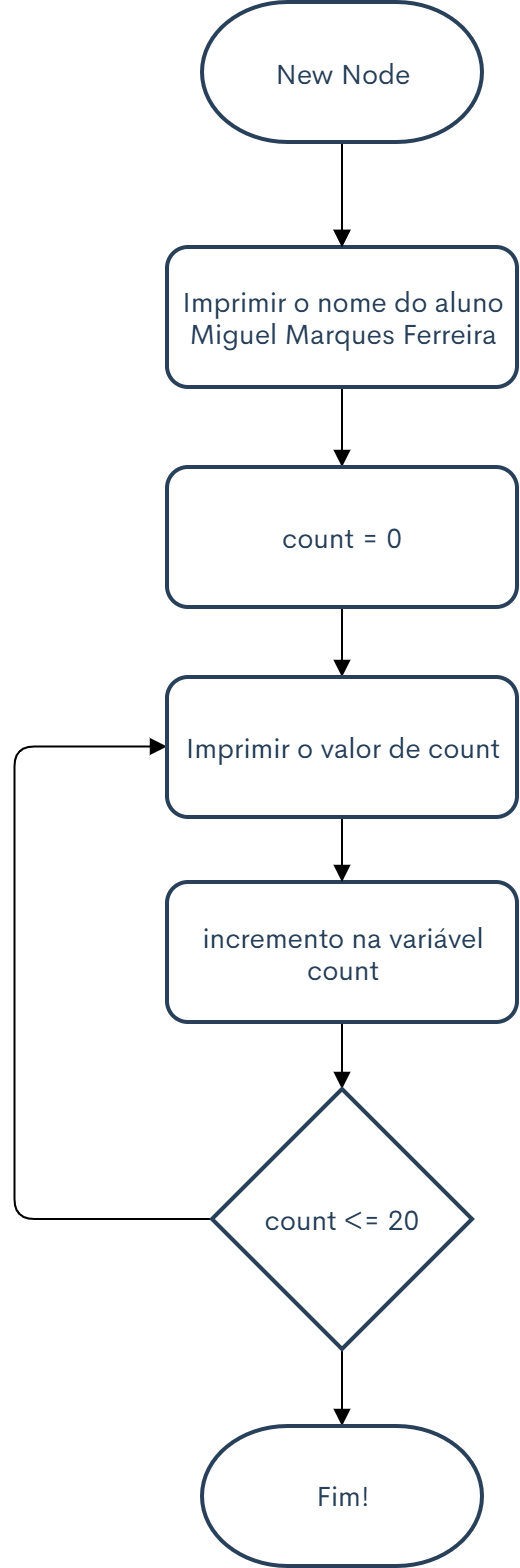 New Node
Imprimir o nome do aluno
Miguel Marques Ferreira
count = 0
Imprimir o valor de count
incremento na variável
count
count <= 20
Fim!